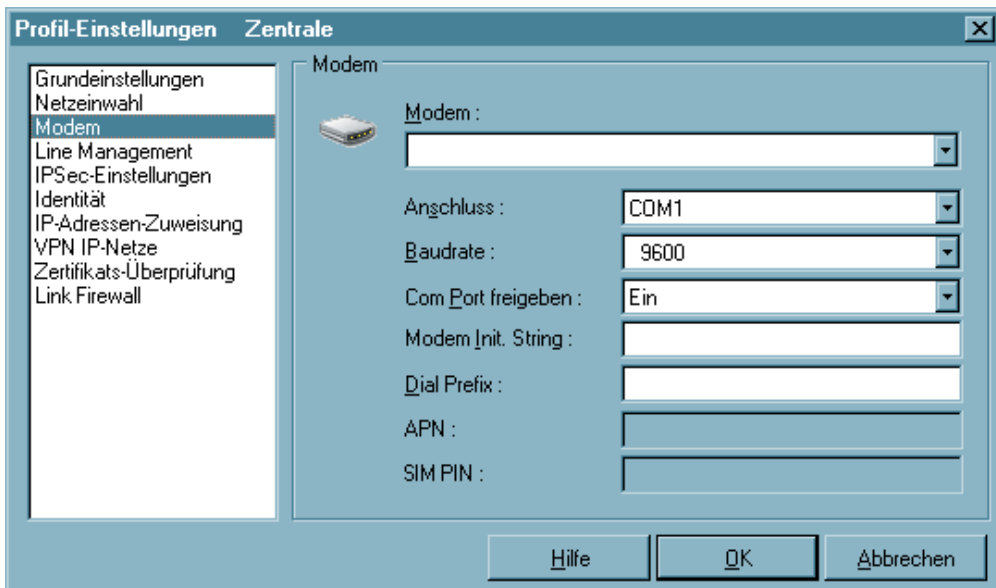 Profil-Einstellungen Zentrale
Grundeinstellungen
Netzeinwahl
Modem
Line Management
IPSec-Einstellungen
Identität
IP-Adressen-Zuweisung
VPN IP-Netze
Zertifikats-Überprüfung
Link Firewall
Modem
Modem :
Anschluss : COM1
Baudrate : 9600
Com Port freigeben : Ein
Modem Init. String :
Dial Prefix :
APN :
SIM PIN :
Hilfe OK Abbrechen